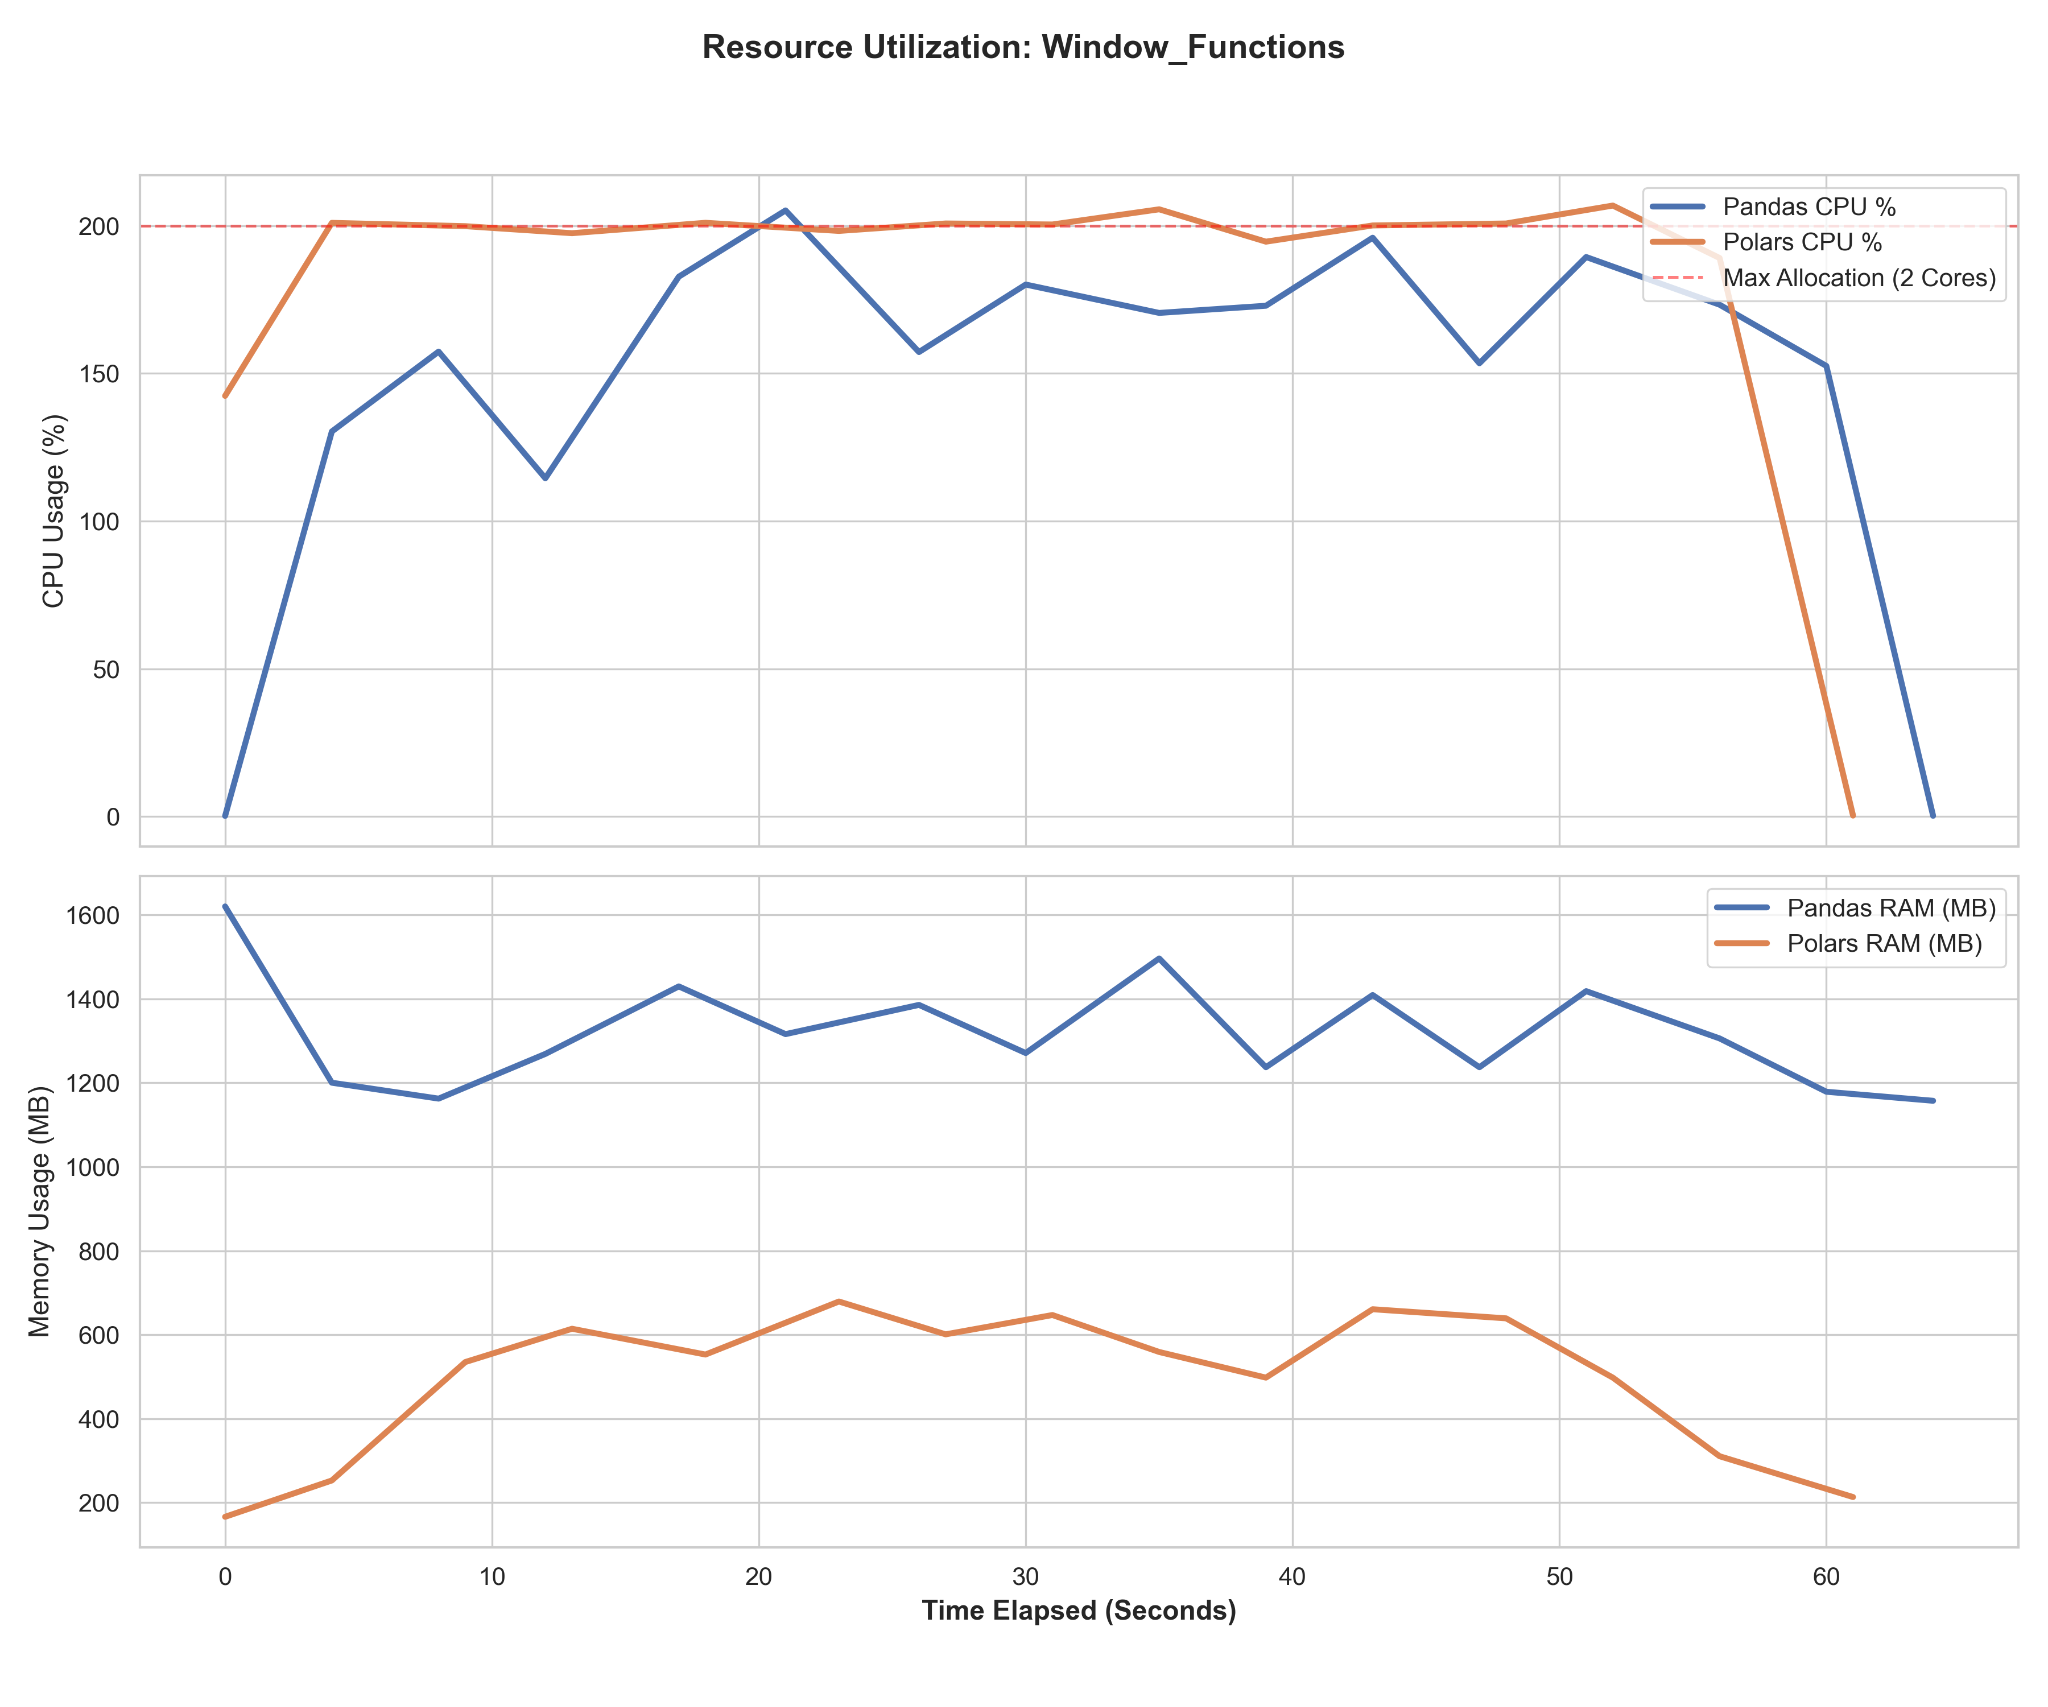 Resource Utilization: Window_Functions
CPU Usage (%)
200
150
100
50
0
Pandas CPU %
Polars CPU %
Max Allocation (2 Cores)
Memory Usage (MB)
1600
1400
1200
1000
800
600
400
200
Pandas RAM (MB)
Polars RAM (MB)
0 10 20 30 40 50 60
Time Elapsed (Seconds)